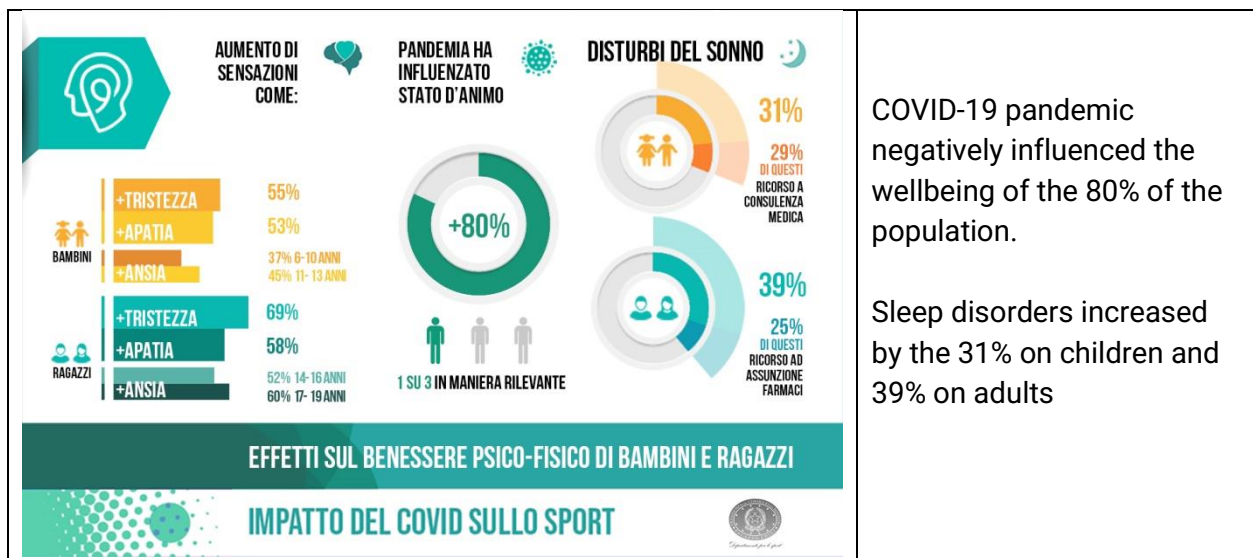 AUMENTO DI
SENSAZIONI
COME:
PANDEMIA HA
INFLUENZATO
STATO D'ANIMO
DISTURBI DEL SONNO
BAMBINI
+TRISTEZZA
55%
+APATIA
53%
+ANSIA
37% 6-10 ANNI
45% 11-13 ANNI
RAGAZZI
+TRISTEZZA
69%
+APATIA
58%
+ANSIA
52% 14-16 ANNI
60% 17-19 ANNI
+80%
1 SU 3 IN MANIERA RILEVANTE
31%
29%
DI QUESTI
RICORSO A
CONSULENZA
MEDICA
39%
25%
DI QUESTI
RICORSO AD
ASSUNZIONE
FARMACI
EFFETTI SUL BENESSERE PSICO-FISICO DI BAMBINI E RAGAZZI
IMPATTO DEL COVID SULLO SPORT
Dipartimento per lo sport
COVID-19 pandemic
negatively influenced the
wellbeing of the 80% of the
population.
Sleep disorders increased
by the 31% on children and
39% on adults